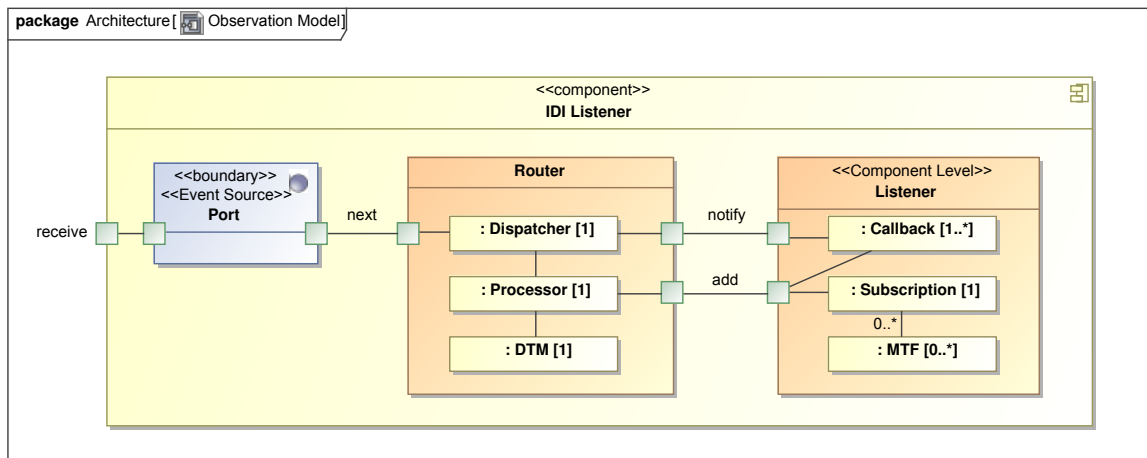 package Architecture[ Observation Model]
<<component>>
IDI Listener
<<boundary>>
<<Event Source>>
Port
receive
next
Router
: Dispatcher [1]
: Processor [1]
: DTM [1]
notify
add
<<Component Level>>
Listener
: Callback [1..*]
: Subscription [1]
0..*
: MTF [0..*]